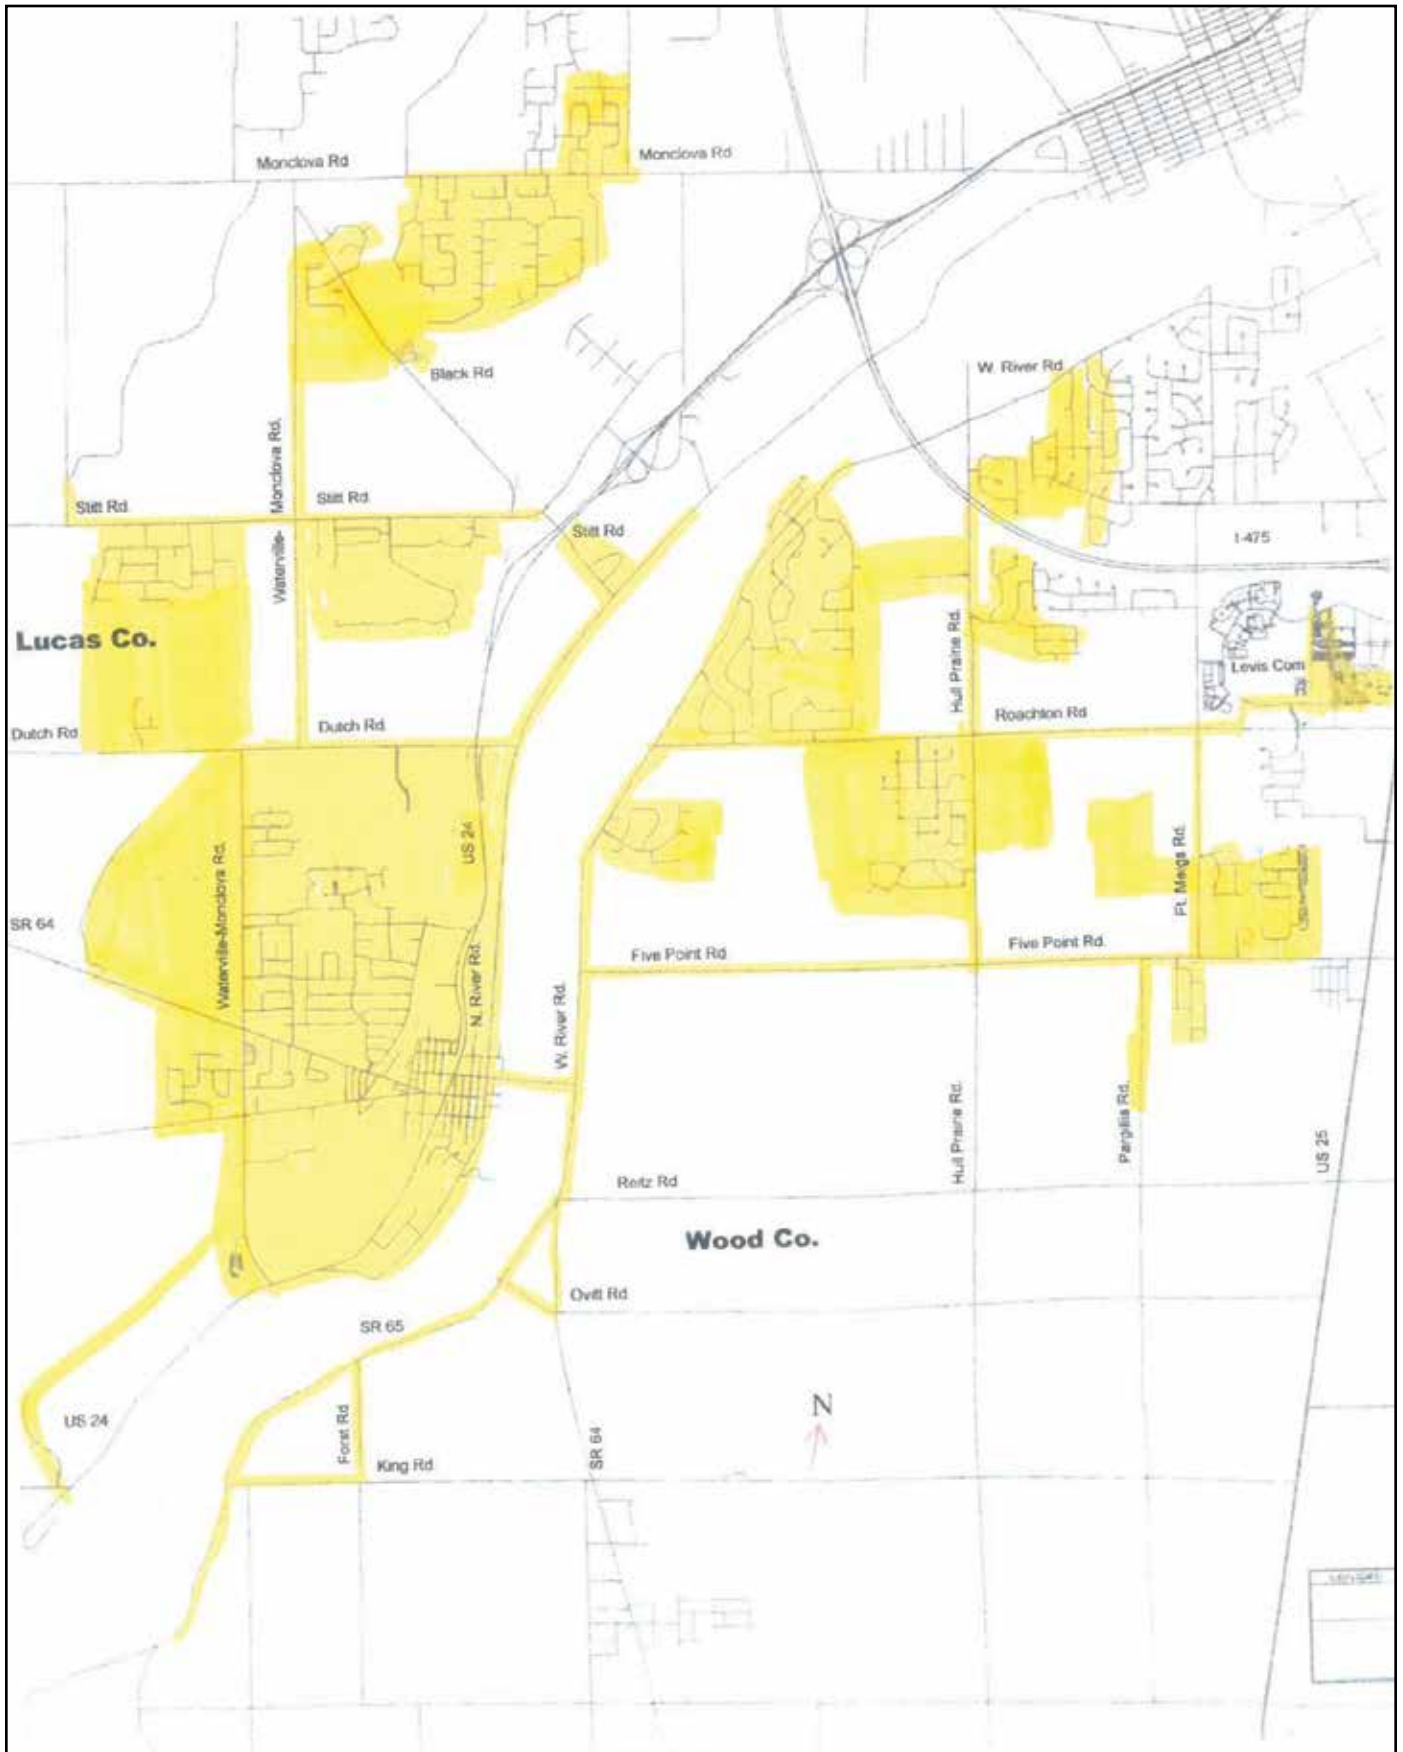 Monclova Rd
Monclova Rd
Black Rd
W. River Rd
Waterville- Monclova Rd.
Stitt Rd
Stitt Rd
Stitt Rd
I-475
Lucas Co.
Hull Prairie Rd.
Levis Com
Dutch Rd
Dutch Rd
Roachton Rd
US 24
Waterville-Monclova Rd.
Ft. Meigs Rd.
SR 64
N. River Rd.
Five Point Rd
Five Point Rd.
W. River Rd.
Hull Prairie Rd.
Pargillis Rd.
US 25
Reitz Rd
Wood Co.
Ovitt Rd
SR 65
US 24
Forst Rd
King Rd
SR 64
N